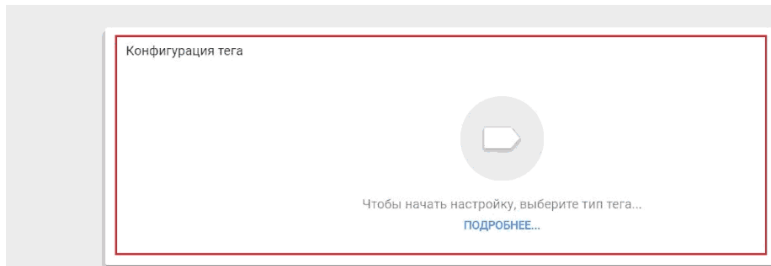 Конфигурация тега
Чтобы начать настройку, выберите тип тега...
ПОДРОБНЕЕ...